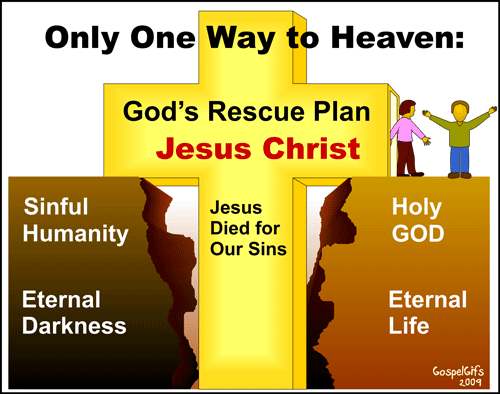 Only One Way to Heaven:
God's Rescue Plan
Jesus Christ
Sinful
Humanity
Eternal
Darkness
Jesus
Died for
Our Sins
Holy
GOD
Eternal
Life
GospelGifs
2009